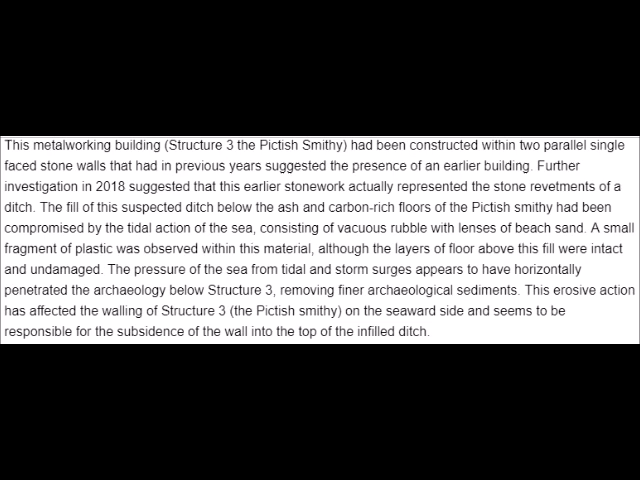 This metalworking building (Structure 3 the Pictish Smithy) had been constructed within two parallel single
faced stone walls that had in previous years suggested the presence of an earlier building. Further
investigation in 2018 suggested that this earlier stonework actually represented the stone revetments of a
ditch. The fill of this suspected ditch below the ash and carbon-rich floors of the Pictish smithy had been
compromised by the tidal action of the sea, consisting of vacuous rubble with lenses of beach sand. A small
fragment of plastic was observed within this material, although the layers of floor above this fill were intact
and undamaged. The pressure of the sea from tidal and storm surges appears to have horizontally
penetrated the archaeology below Structure 3, removing finer archaeological sediments. This erosive action
has affected the walling of Structure 3 (the Pictish smithy) on the seaward side and seems to be
responsible for the subsidence of the wall into the top of the infilled ditch.